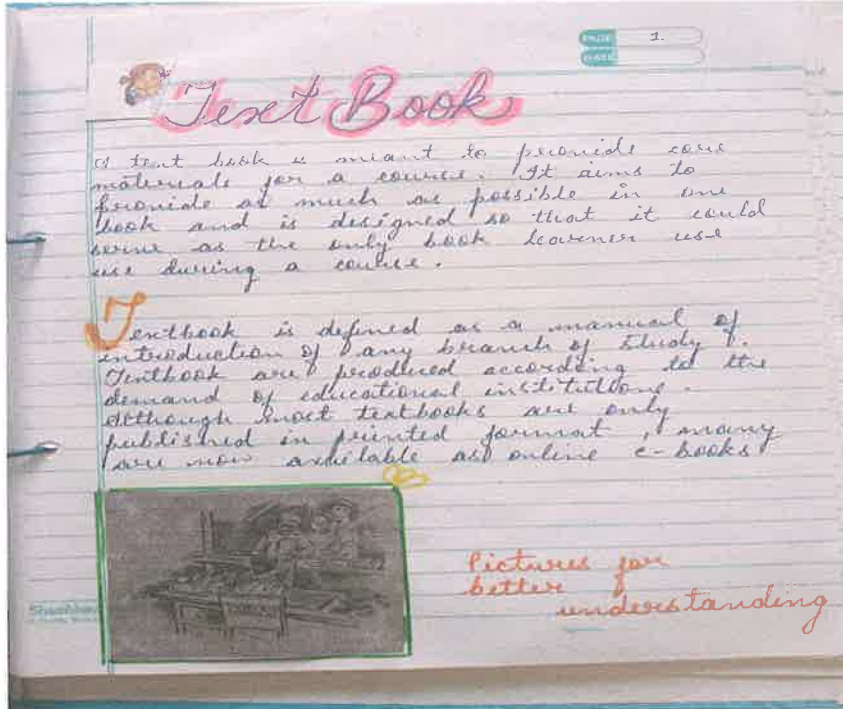 PAGE 1.
DATE
Text Book
A text book is meant to provide core
materials for a course. It aims to
provide as much as possible in one
book and is designed so that it could
serve as the only book learner use
use during a course.
Textbook is defined as a manual of
introduction of any branch of study.
Textbook are produced according to the
demand of educational institutions.
Although most textbooks are only
published in printed format, many
are now available as online e-books
Pictures for
better
understanding